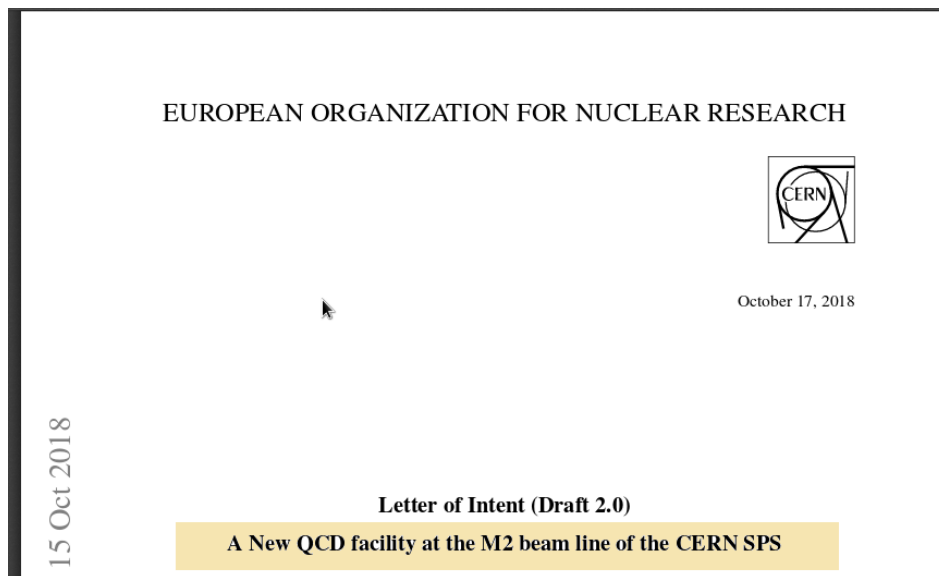 EUROPEAN ORGANIZATION FOR NUCLEAR RESEARCH
CERN
October 17, 2018
15 Oct 2018
Letter of Intent (Draft 2.0)
A New QCD facility at the M2 beam line of the CERN SPS